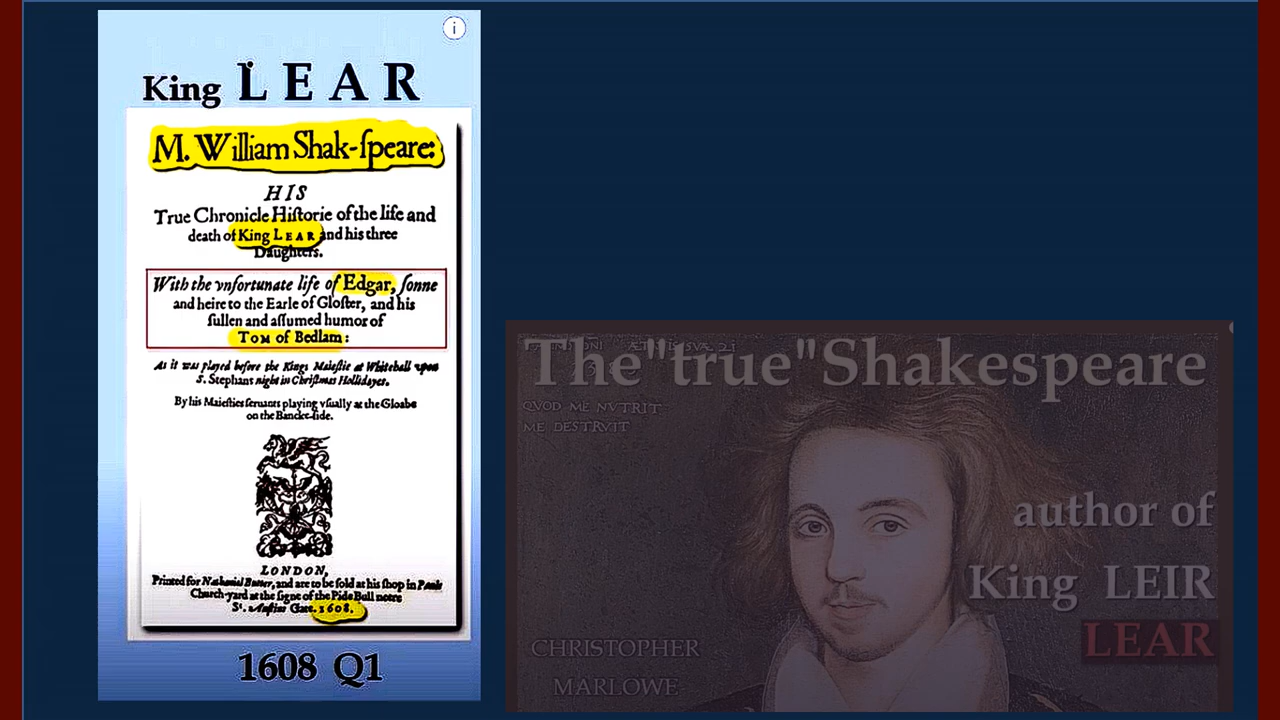 King LEAR
M. William Shak-ſpeare:
HIS
True Chronicle Hiſtorie of the life and
death of King LEAR and his three
Daughters.
With the vnfortunate life of Edgar, ſonne
and heire to the Earle of Gloſter, and his
ſullen and aſſumed humor of
TOM of Bedlam:
As it was played before the Kings Maieſtie at Whitehall vpon
S. Stephans night in Chriſtmas Hollidayes.
By his Maieſties ſeruants playing vſually at the Gloabe
on the Bancke-ſide.
LONDON,
Printed for Nathaniel Butter, and are to be ſold at his ſhop in Pauls
Church-yard at the ſigne of the Pide Bull neere
St. Auſtins Gate. 1608.
1608 Q1
The"true"Shakespeare
QVOD ME NVTRIT
ME DESTRVIT
author of
King LEIR
LEAR
CHRISTOPHER
MARLOWE